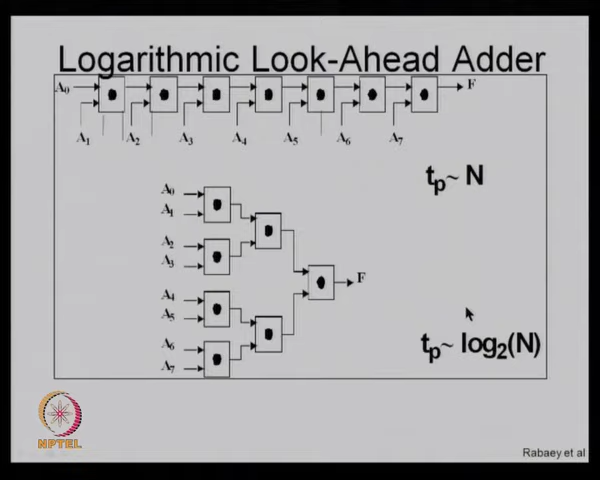 Logarithmic Look-Ahead Adder
A0 F
A1 A2 A3 A4 A5 A6 A7
tp~ N
A0
A1
A2
A3
F
A4
A5
tp~ log2(N)
A6
A7
NPTEL
Rabaey et al